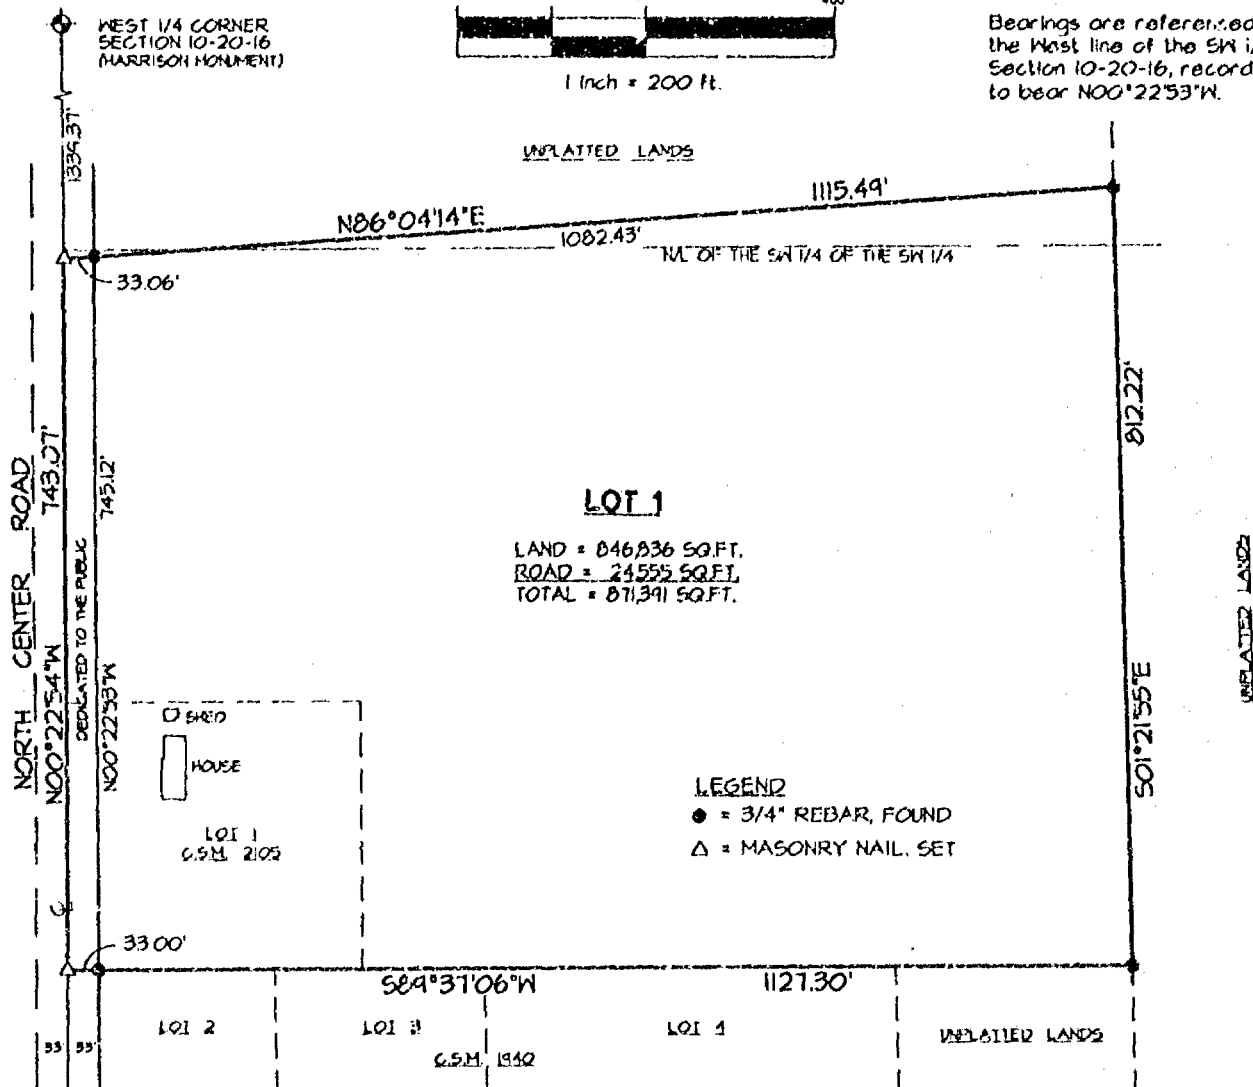 WEST 1/4 CORNER
SECTION 10-20-16
(HARRISON MONUMENT)
400
1 inch = 200 ft.
Bearings are referenced
the West line of the SW 1/
Section 10-20-16, record
to bear N00°22'53"W.
UNPLATTED LANDS
N86°04'14"E
1115.49'
1082.43'
N/L OF THE SW 1/4 OF THE SW 1/4
33.06'
812.22'
743.07'
745.12'
NORTH CENTER ROAD
DEDICATED TO THE PUBLIC
N00°22'54"W
N00°22'53"W
LOT 1
LAND = 846,836 SQ.FT.
ROAD = 24,555 SQ.FT.
TOTAL = 871,391 SQ.FT.
UNPLATTED LANDS
S01°21'55"E
SHED
HOUSE
LOT 1
C.S.M. 2105
LEGEND
= 3/4" REBAR, FOUND
= MASONRY NAIL, SET
33.00'
S89°37'06"W
1127.30'
LOT 2
LOT 3
LOT 4
UNPLATTED LANDS
C.S.M. 1940
33' 33'